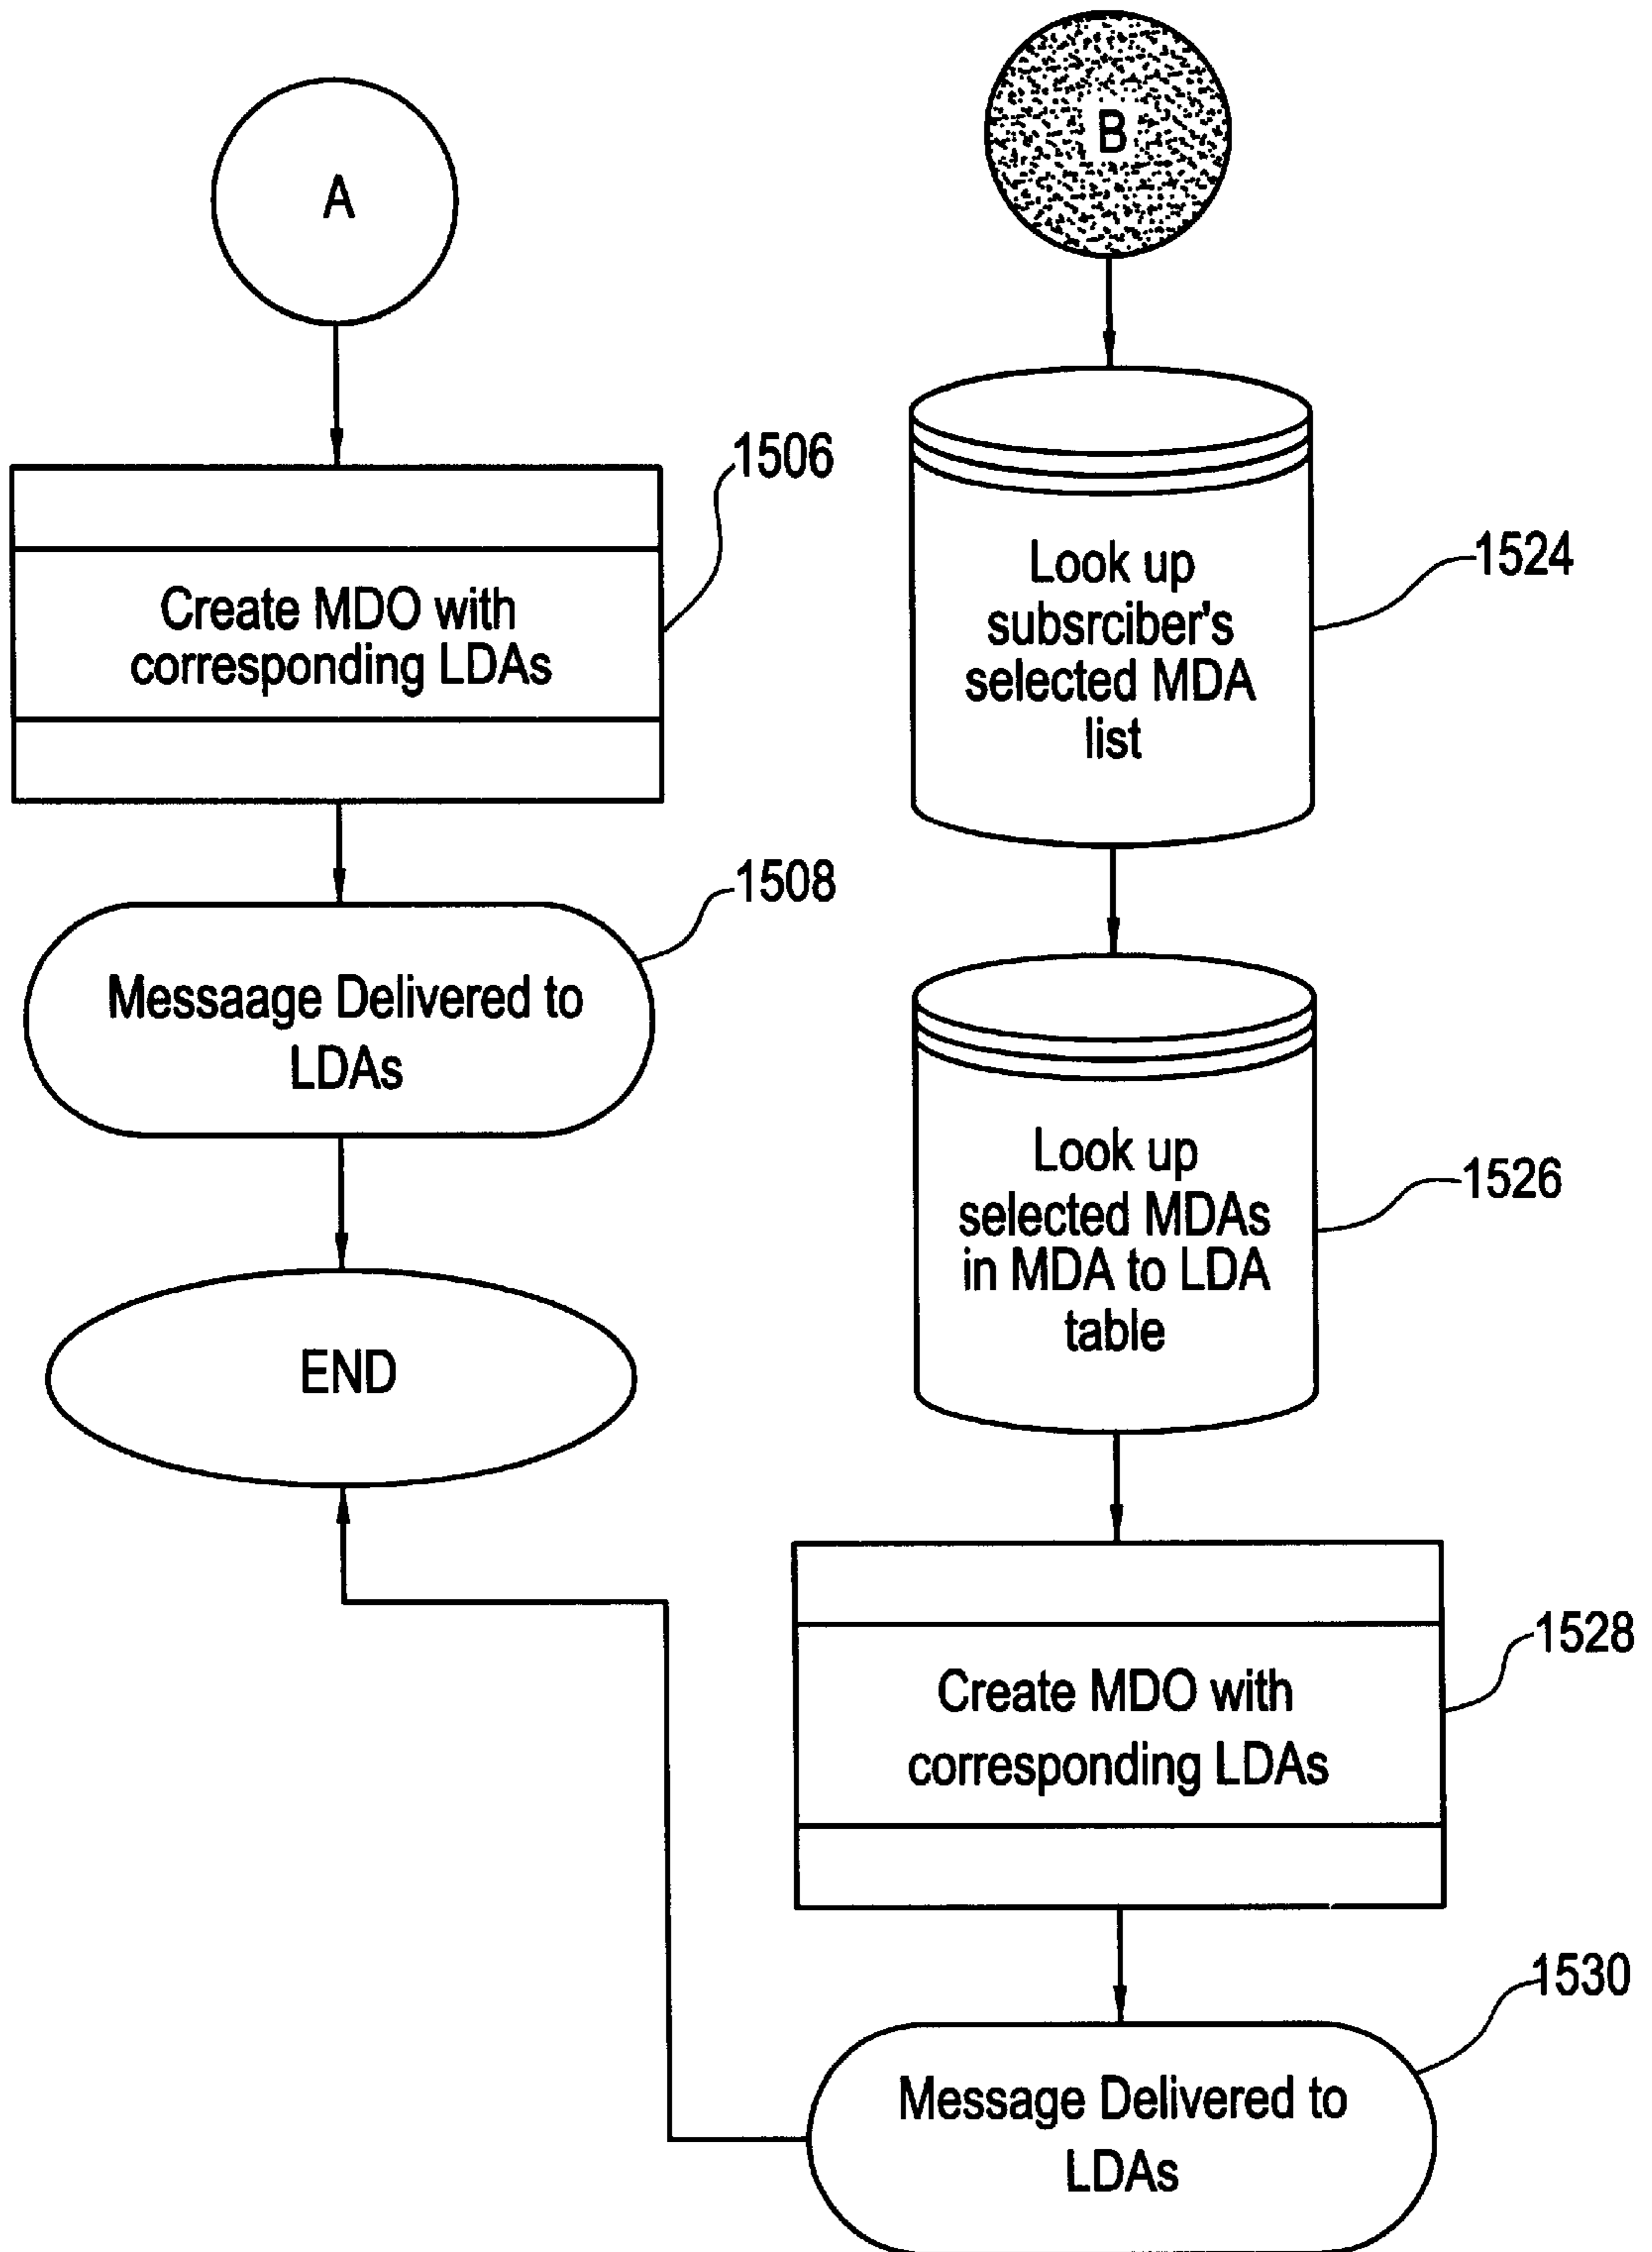 A
1506
Create MDO with
corresponding LDAs
1508
Messaage Delivered to
LDAs
END
B
1524
Look up
subsrciber's
selected MDA
list
1526
Look up
selected MDAs
in MDA to LDA
table
1528
Create MDO with
corresponding LDAs
1530
Message Delivered to
LDAs